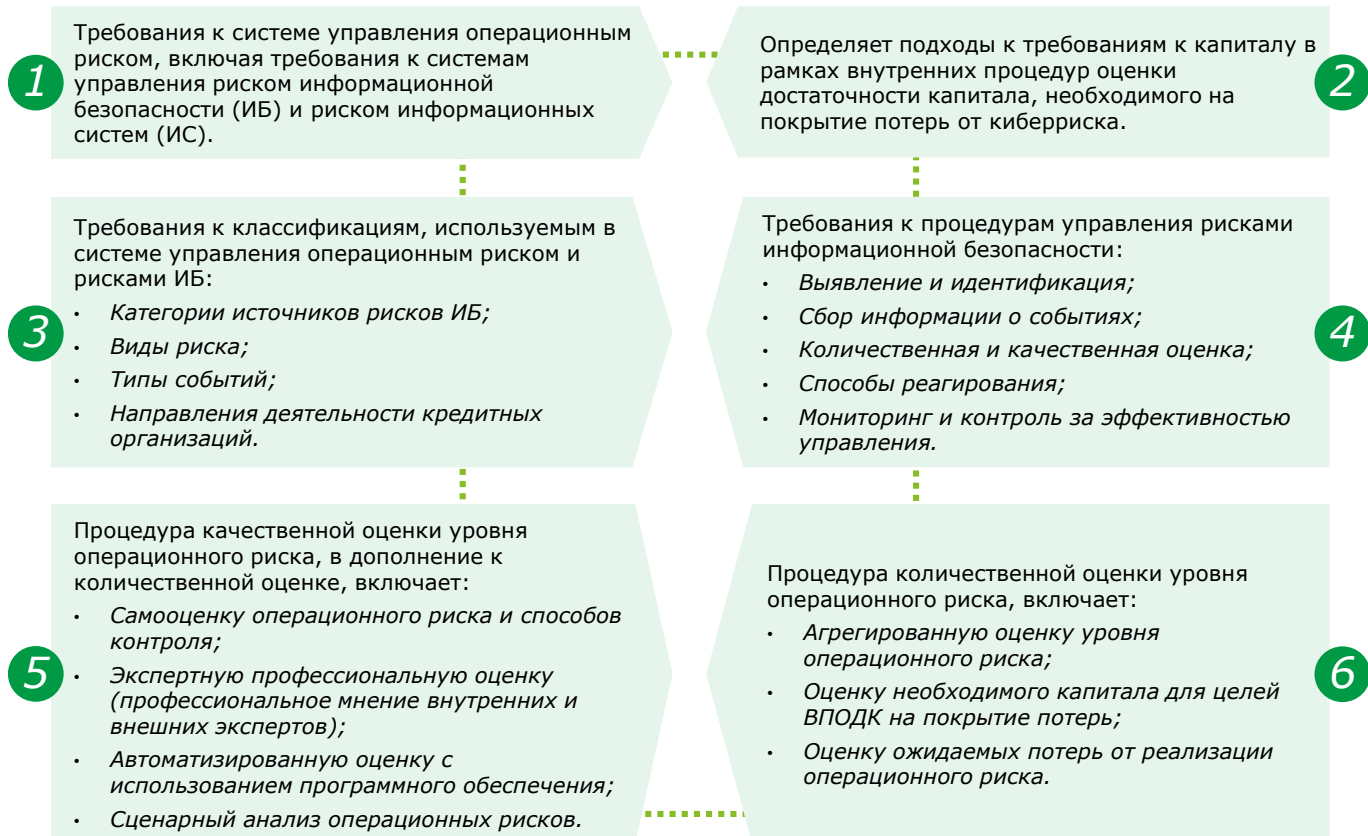 1
Требования к системе управления операционным
риском, включая требования к системам
управления риском информационной
безопасности (ИБ) и риском информационных
систем (ИС).
Определяет подходы к требованиям к капиталу в
рамках внутренних процедур оценки
достаточности капитала, необходимого на
покрытие потерь от киберриска.
2
3
Требования к классификациям, используемым в
системе управления операционным риском и
рисками ИБ:
• Категории источников рисков ИБ;
• Виды риска;
• Типы событий;
• Направления деятельности кредитных
организаций.
Требования к процедурам управления рисками
информационной безопасности:
• Выявление и идентификация;
• Сбор информации о событиях;
• Количественная и качественная оценка;
• Способы реагирования;
• Мониторинг и контроль за эффективностью
управления.
4
5
Процедура качественной оценки уровня
операционного риска, в дополнение к
количественной оценке, включает:
• Самооценку операционного риска и способов
контроля;
• Экспертную профессиональную оценку
(профессиональное мнение внутренних и
внешних экспертов);
• Автоматизированную оценку с
использованием программного обеспечения;
• Сценарный анализ операционных рисков.
Процедура количественной оценки уровня
операционного риска, включает:
• Агрегированную оценку уровня
операционного риска;
• Оценку необходимого капитала для целей
ВПОДК на покрытие потерь;
• Оценку ожидаемых потерь от реализации
операционного риска.
6